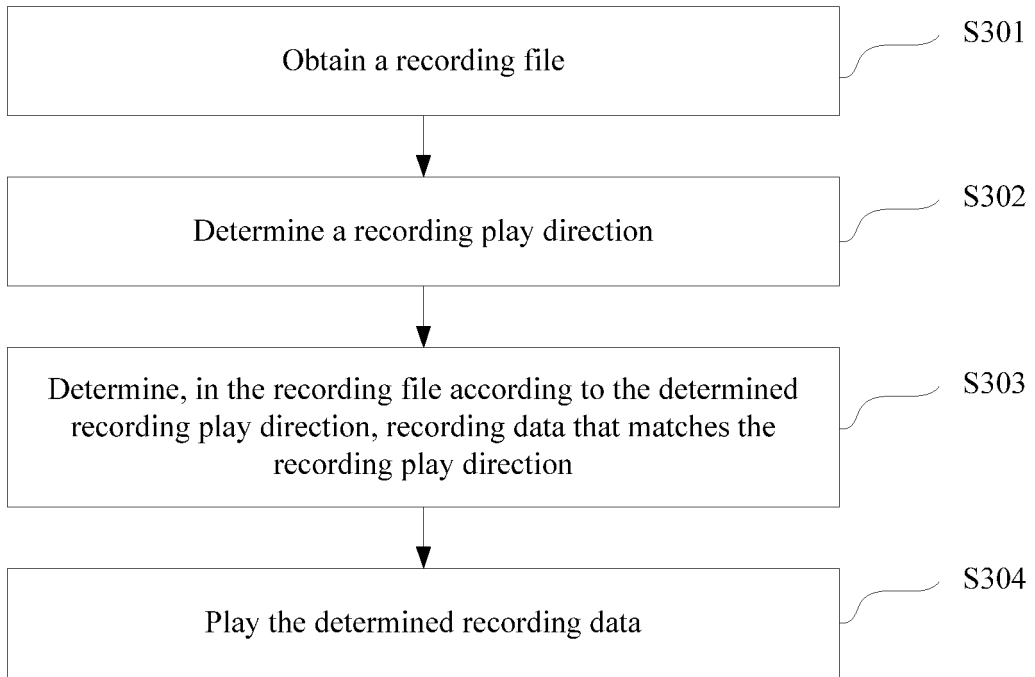 Obtain a recording file
S301
Determine a recording play direction
S302
Determine, in the recording file according to the determined
recording play direction, recording data that matches the
recording play direction
S303
Play the determined recording data
S304